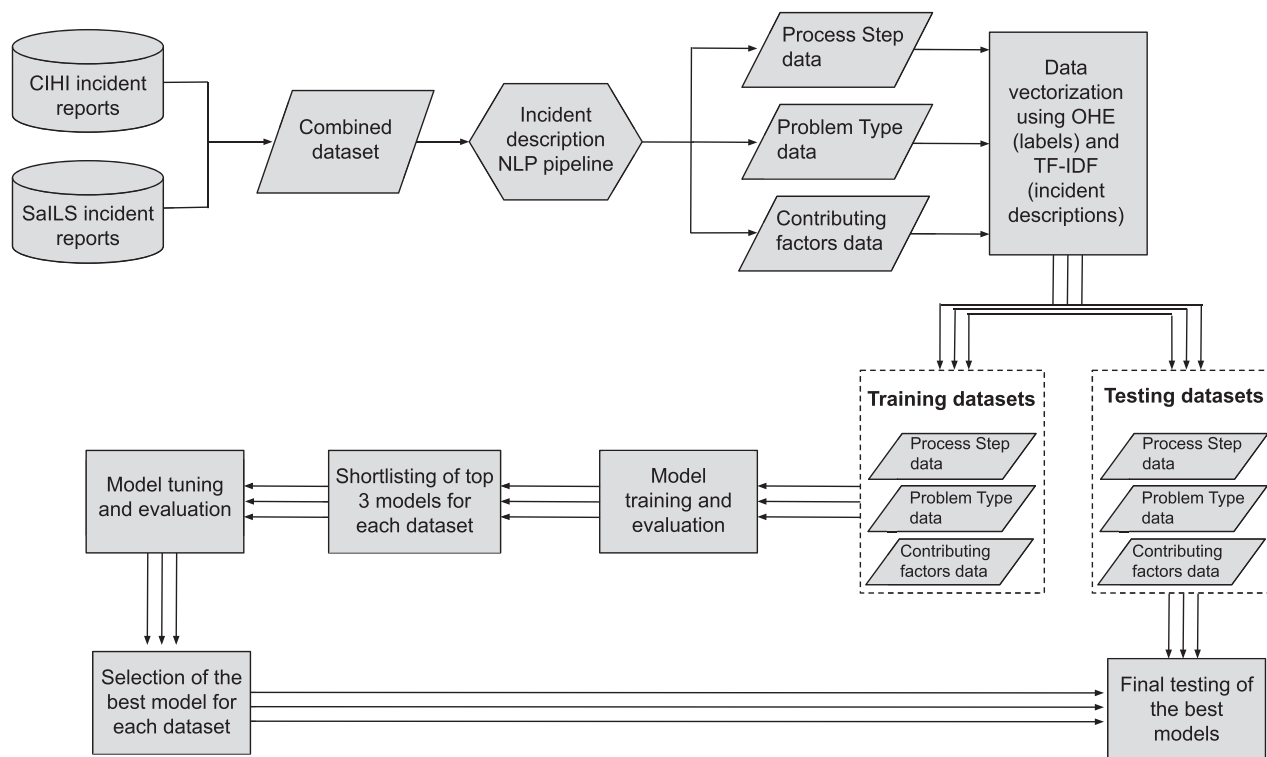 CIHI incident
reports
SaILS incident
reports
Combined
dataset
Incident
description
NLP pipeline
Process Step
data
Problem Type
data
Contributing
factors data
Data
vectorization
using OHE
(labels) and
TF-IDF
(incident
descriptions)
Training datasets
Process Step
data
Problem Type
data
Contributing
factors data
Testing datasets
Process Step
data
Problem Type
data
Contributing
factors data
Model
training and
evaluation
Shortlisting of top
3 models for
each dataset
Model tuning
and evaluation
Selection of the
best model for
each dataset
Final testing of
the best
models